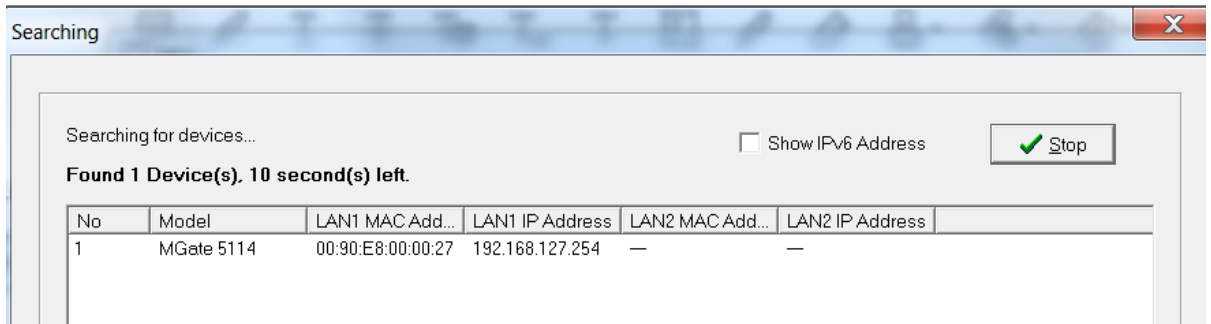 Searching
Searching for devices...
Show IPv6 Address
Stop
Found 1 Device(s), 10 second(s) left.
No Model LAN1 MAC Add... LAN1 IP Address LAN2 MAC Add... LAN2 IP Address
1 MGate 5114 00:90:E8:00:00:27 192.168.127.254 — —